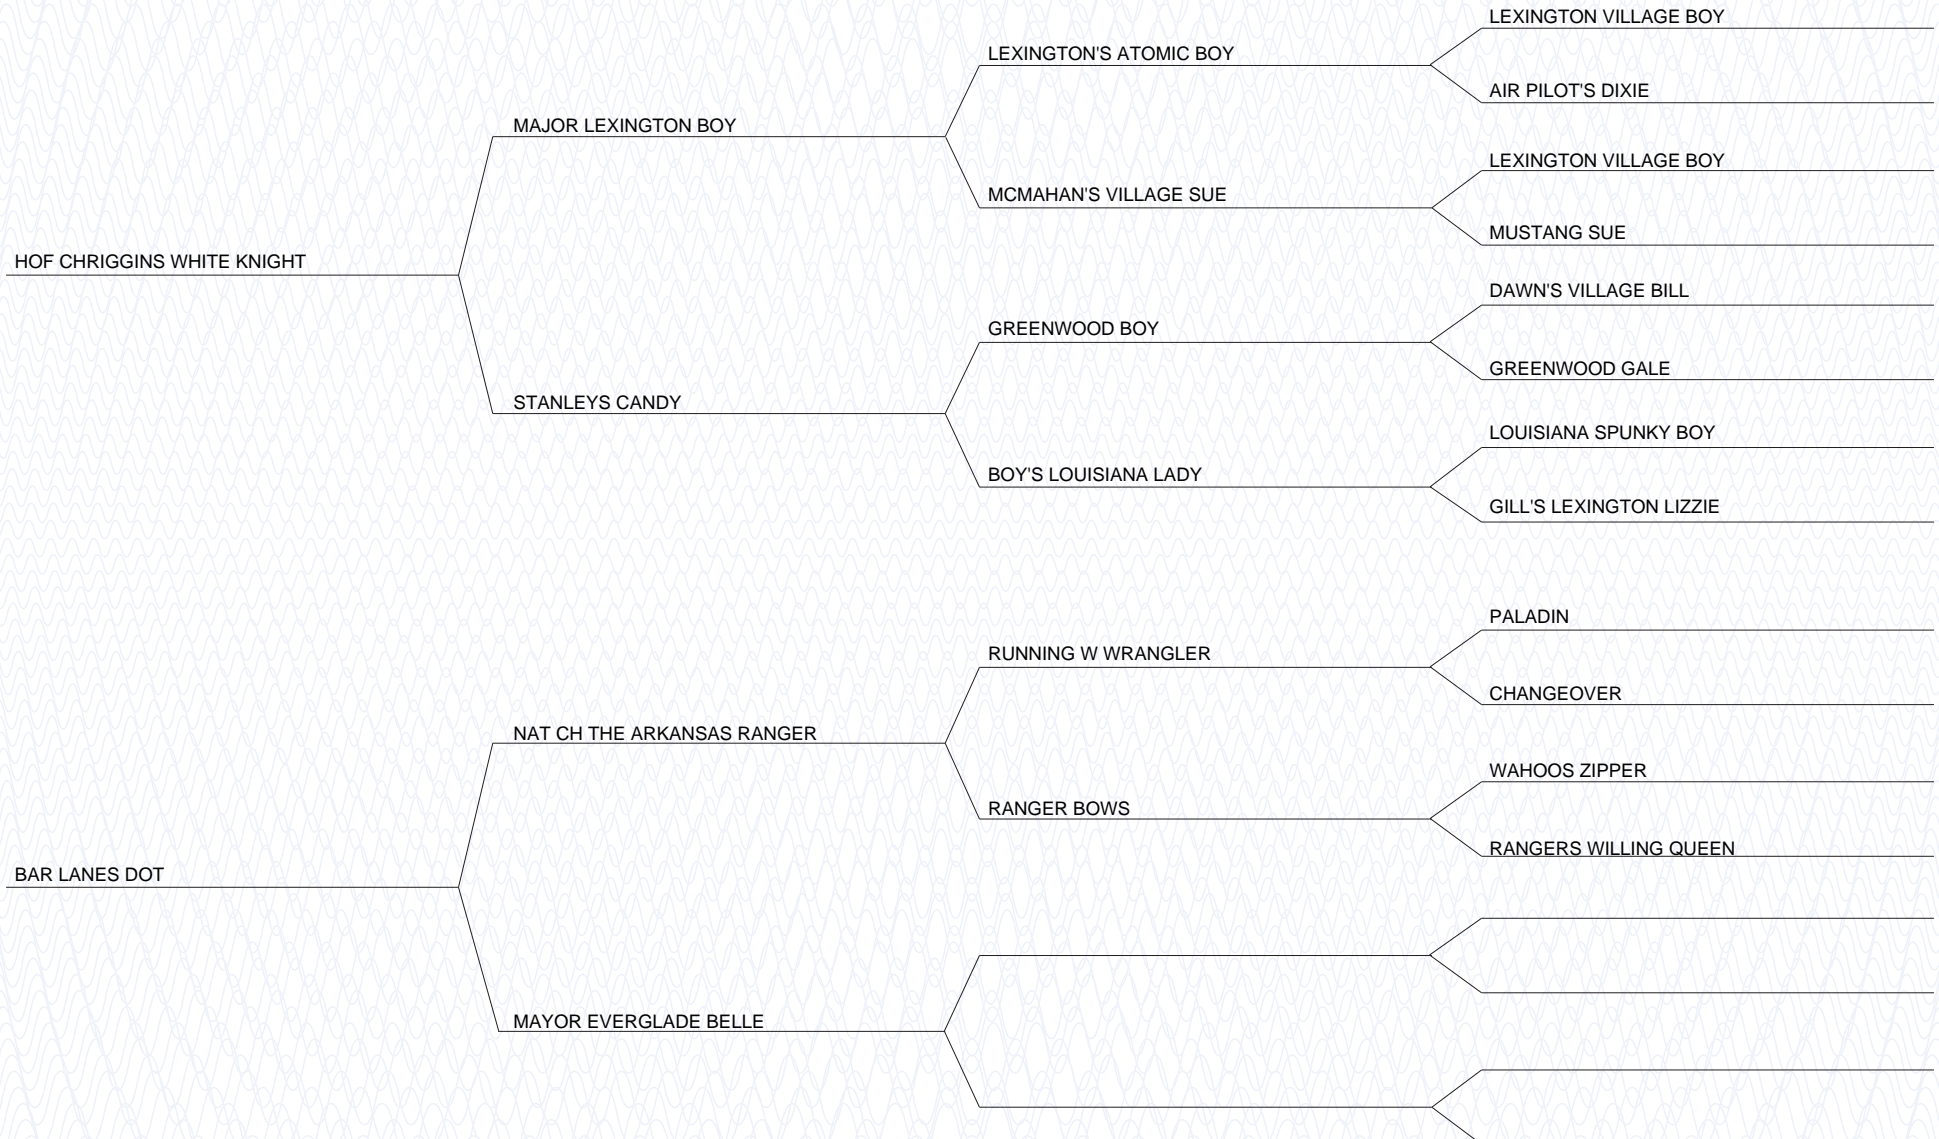 LEXINGTON VILLAGE BOY
LEXINGTON'S ATOMIC BOY
AIR PILOT'S DIXIE
MAJOR LEXINGTON BOY
LEXINGTON VILLAGE BOY
MCMAHAN'S VILLAGE SUE
MUSTANG SUE
HOF CHRIGGINS WHITE KNIGHT
DAWN'S VILLAGE BILL
GREENWOOD BOY
GREENWOOD GALE
STANLEYS CANDY
LOUISIANA SPUNKY BOY
BOY'S LOUISIANA LADY
GILL'S LEXINGTON LIZZIE
PALADIN
RUNNING W WRANGLER
CHANGEOVER
NAT CH THE ARKANSAS RANGER
WAHOOS ZIPPER
RANGER BOWS
RANGERS WILLING QUEEN
BAR LANES DOT
MAYOR EVERGLADE BELLE